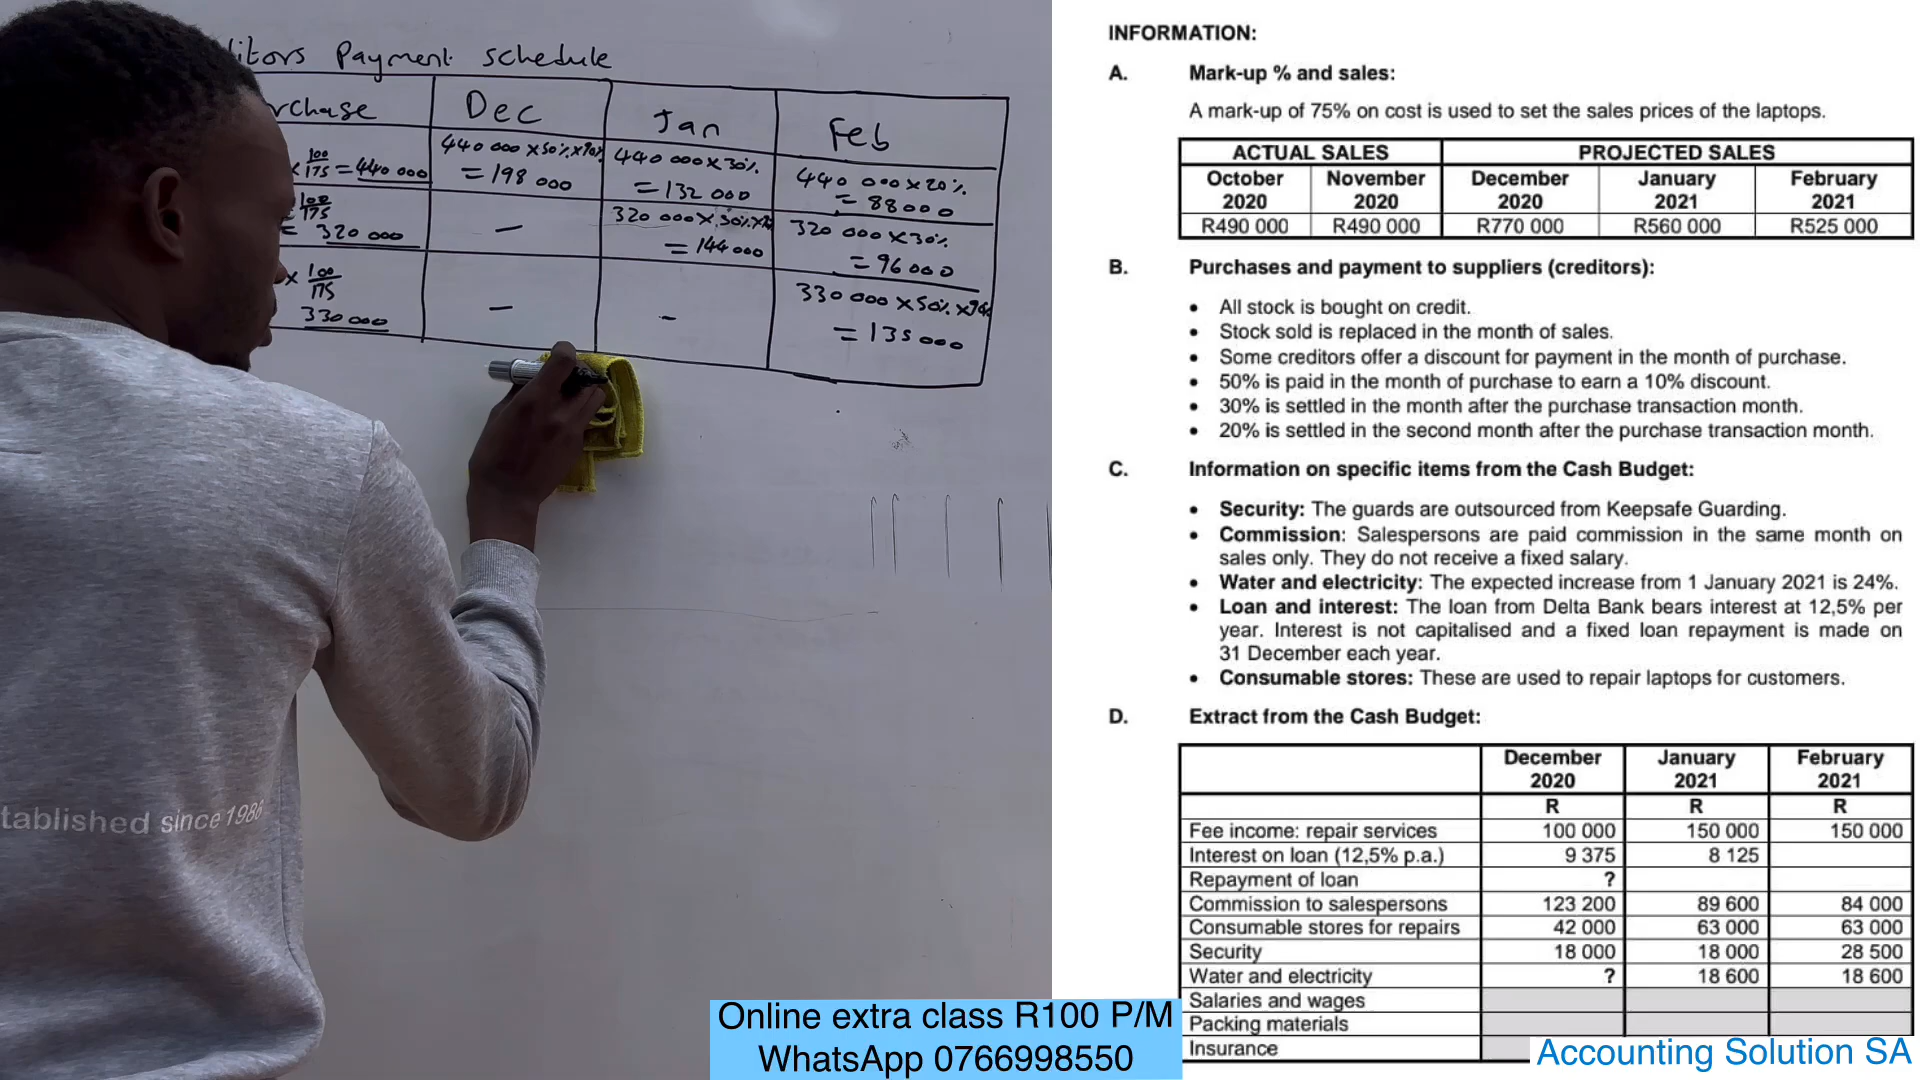 itors Payment Schedule
rchase Dec Jan Feb
× 100/175 = 440 000
440 000 ×50%×90%
= 198 000
440 000×30%
= 132 000
440 000×20%
= 88000
100/175
= 320 000
—
320 000×50%×
= 144000
320 000×30%
= 96000
× 100/175
330000
—
-
330 000×50%×90%
= 135000
tablished since 1986
INFORMATION:
A. Mark-up % and sales:
A mark-up of 75% on cost is used to set the sales prices of the laptops.
ACTUAL SALES PROJECTED SALES
October November December January February
2020 2020 2020 2021 2021
R490 000 R490 000 R770 000 R560 000 R525 000
B. Purchases and payment to suppliers (creditors):
• All stock is bought on credit.
• Stock sold is replaced in the month of sales.
• Some creditors offer a discount for payment in the month of purchase.
• 50% is paid in the month of purchase to earn a 10% discount.
• 30% is settled in the month after the purchase transaction month.
• 20% is settled in the second month after the purchase transaction month.
C. Information on specific items from the Cash Budget:
• Security: The guards are outsourced from Keepsafe Guarding.
• Commission: Salespersons are paid commission in the same month on
sales only. They do not receive a fixed salary.
• Water and electricity: The expected increase from 1 January 2021 is 24%.
• Loan and interest: The loan from Delta Bank bears interest at 12,5% per
year. Interest is not capitalised and a fixed loan repayment is made on
31 December each year.
• Consumable stores: These are used to repair laptops for customers.
D. Extract from the Cash Budget:
December January February
2020 2021 2021
R R R
Fee income: repair services 100 000 150 000 150 000
Interest on loan (12,5% p.a.) 9 375 8 125
Repayment of loan ?
Commission to salespersons 123 200 89 600 84 000
Consumable stores for repairs 42 000 63 000 63 000
Security 18 000 18 000 28 500
Water and electricity ? 18 600 18 600
Salaries and wages
Packing materials
Insurance
Online extra class R100 P/M
WhatsApp 0766998550
Accounting Solution SA